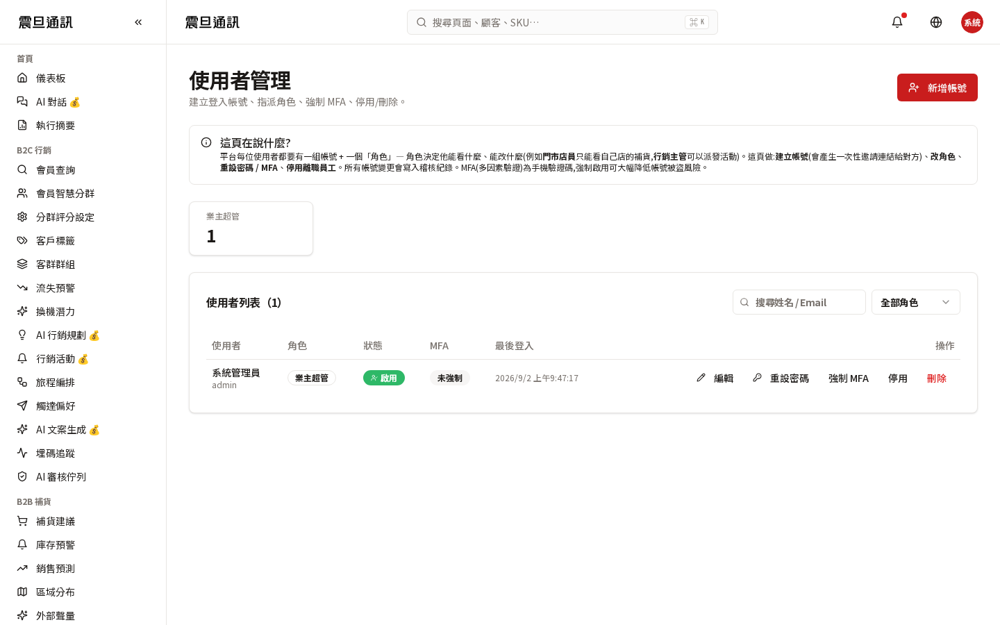 震旦通訊
首頁
儀表板
AI 對話 💰
執行摘要
B2C 行銷
會員查詢
會員智慧分群
分群評分設定
客戶標籤
客群群組
流失預警
換機潛力
AI 行銷規劃 💰
行銷活動 💰
旅程編排
觸達偏好
AI 文案生成 💰
埋碼追蹤
AI 審核佇列
B2B 補貨
補貨建議
庫存預警
銷售預測
區域分布
外部聲量
震旦通訊
搜尋頁面、顧客、SKU…
⌘ K
系統
使用者管理
建立登入帳號、指派角色、強制 MFA、停用/刪除。
新增帳號
這頁在說什麼?
平台每位使用者都要有一組帳號 + 一個「角色」— 角色決定他能看什麼、能改什麼(例如門市店員只能看自己店的補貨,行銷主管可以派發活動)。這頁做:建立帳號(會產生一次性邀請連結給對方)、改角色、
重設密碼 / MFA、停用離職員工。所有帳號變更會寫入稽核紀錄。MFA(多因素驗證)為手機驗證碼,強制啟用可大幅降低帳號被盜風險。
業主超管
1
使用者列表（1）
搜尋姓名 / Email
全部角色
使用者 角色 狀態 MFA 最後登入 操作
系統管理員
admin
業主超管 啟用 未強制 2026/9/2 上午9:47:17 編輯 重設密碼 強制 MFA 停用 刪除